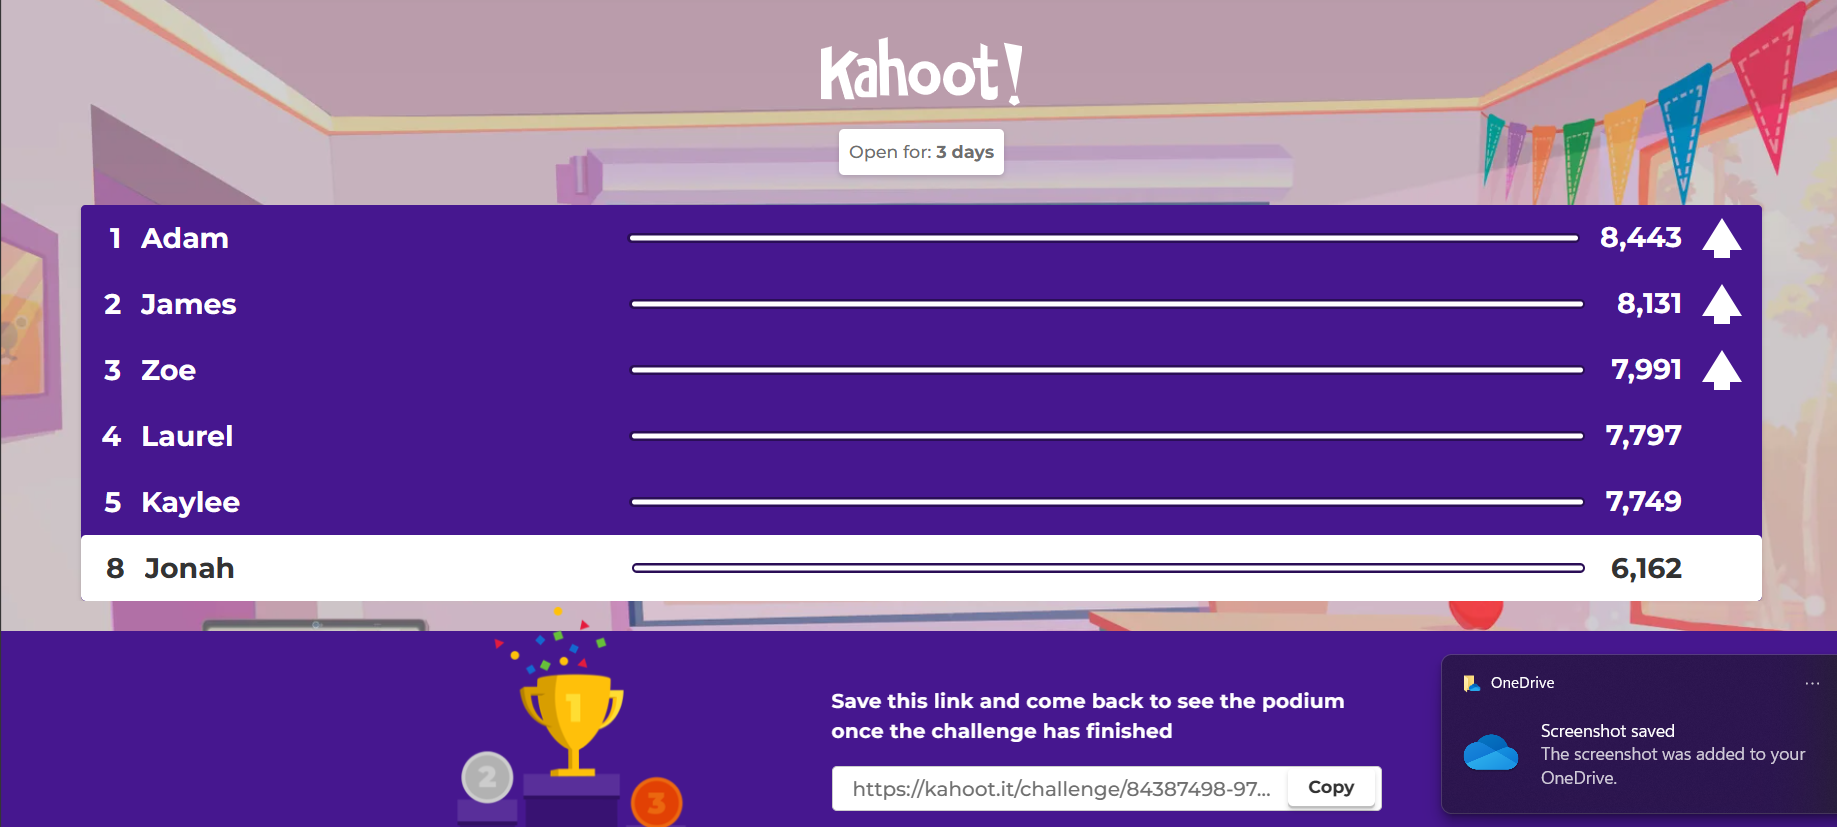 Kahoot!
Open for: 3 days
1 Adam 8,443
2 James 8,131
3 Zoe 7,991
4 Laurel 7,797
5 Kaylee 7,749
8 Jonah 6,162
1
2
3
Save this link and come back to see the podium
once the challenge has finished
https://kahoot.it/challenge/84387498-97... Copy
OneDrive
Screenshot saved
The screenshot was added to your
OneDrive.